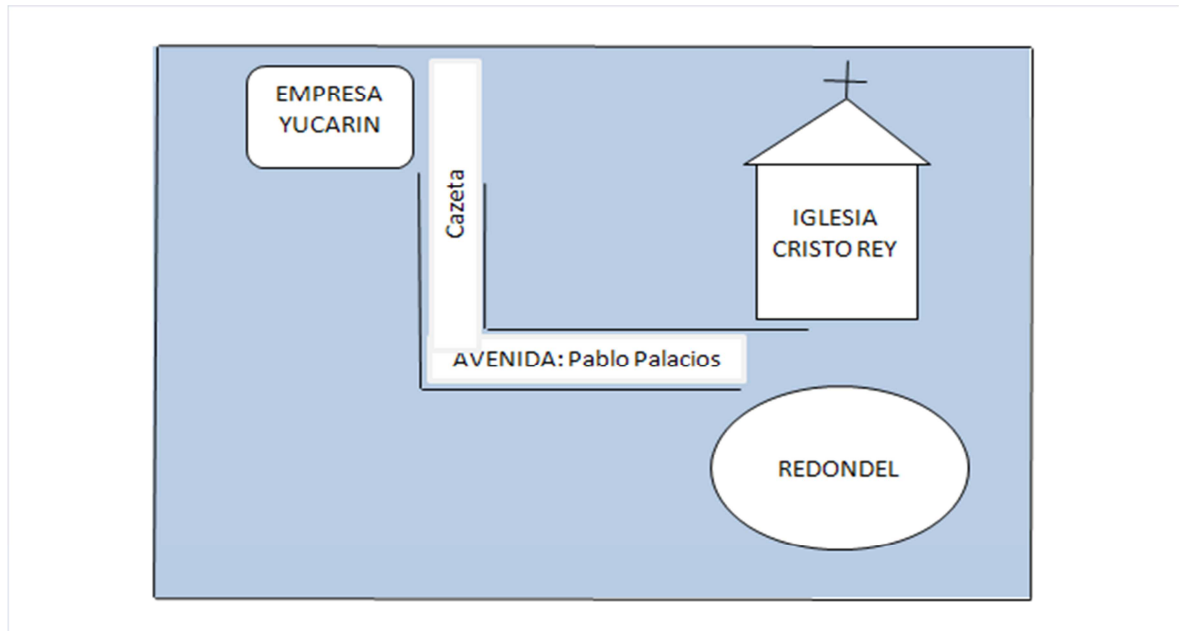 EMPRESA
YUCARIN
Cazeta
IGLESIA
CRISTO REY
AVENIDA: Pablo Palacios
REDONDEL